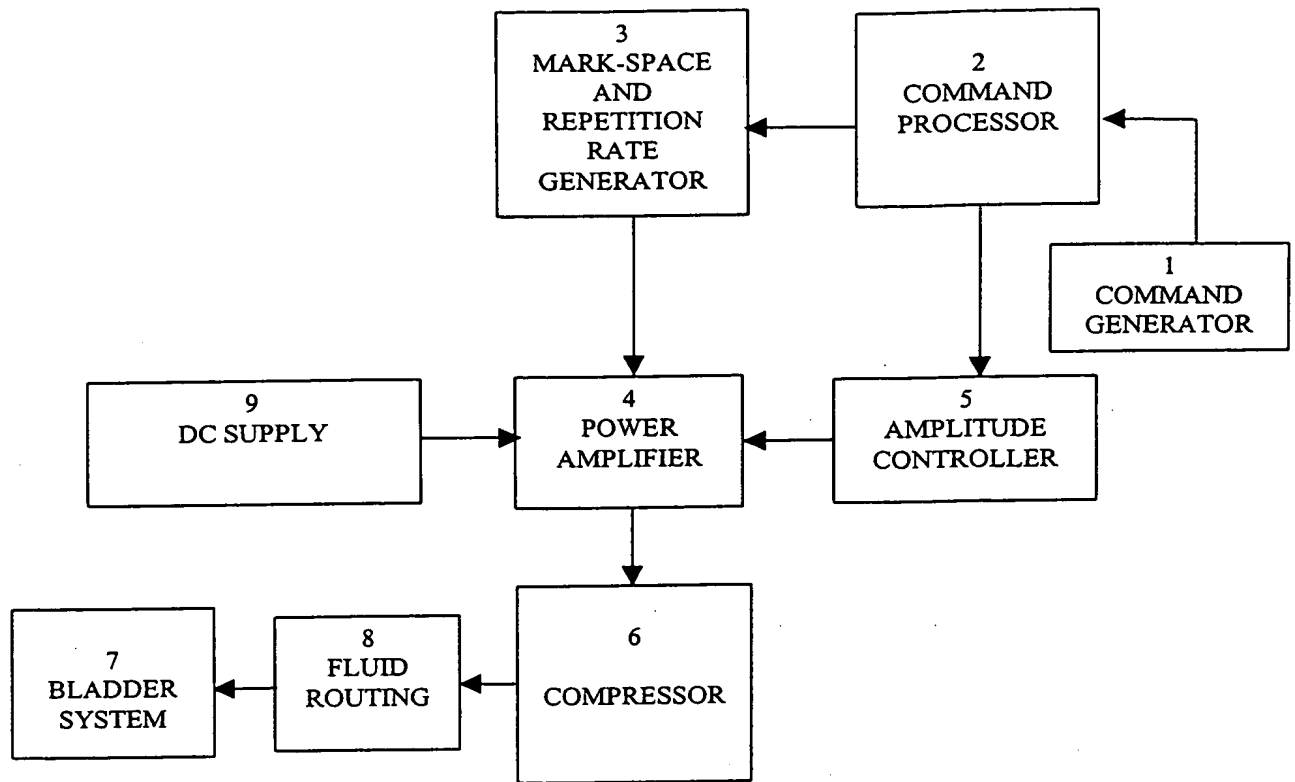 3
MARK-SPACE
AND
REPETITION
RATE
GENERATOR
2
COMMAND
PROCESSOR
1
COMMAND
GENERATOR
9
DC SUPPLY
4
POWER
AMPLIFIER
5
AMPLITUDE
CONTROLLER
7
BLADDER
SYSTEM
8
FLUID
ROUTING
6
COMPRESSOR